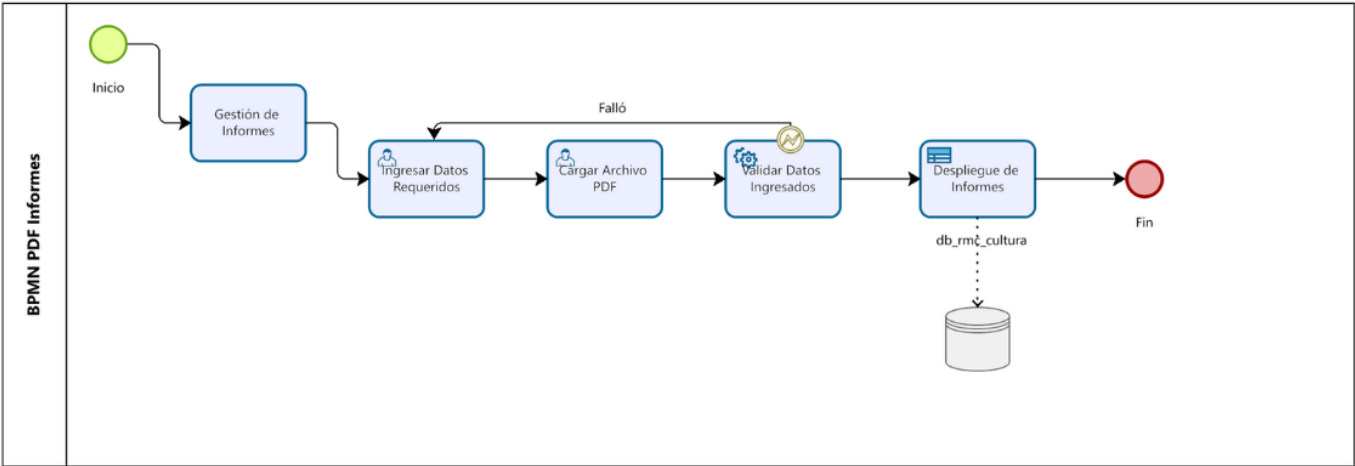 BPMN PDF Informes
Inicio
Gestión de
Informes
Falló
Ingresar Datos
Requeridos
Cargar Archivo
PDF
Validar Datos
Ingresados
Despliegue de
Informes
Fin
db_rmc_cultura